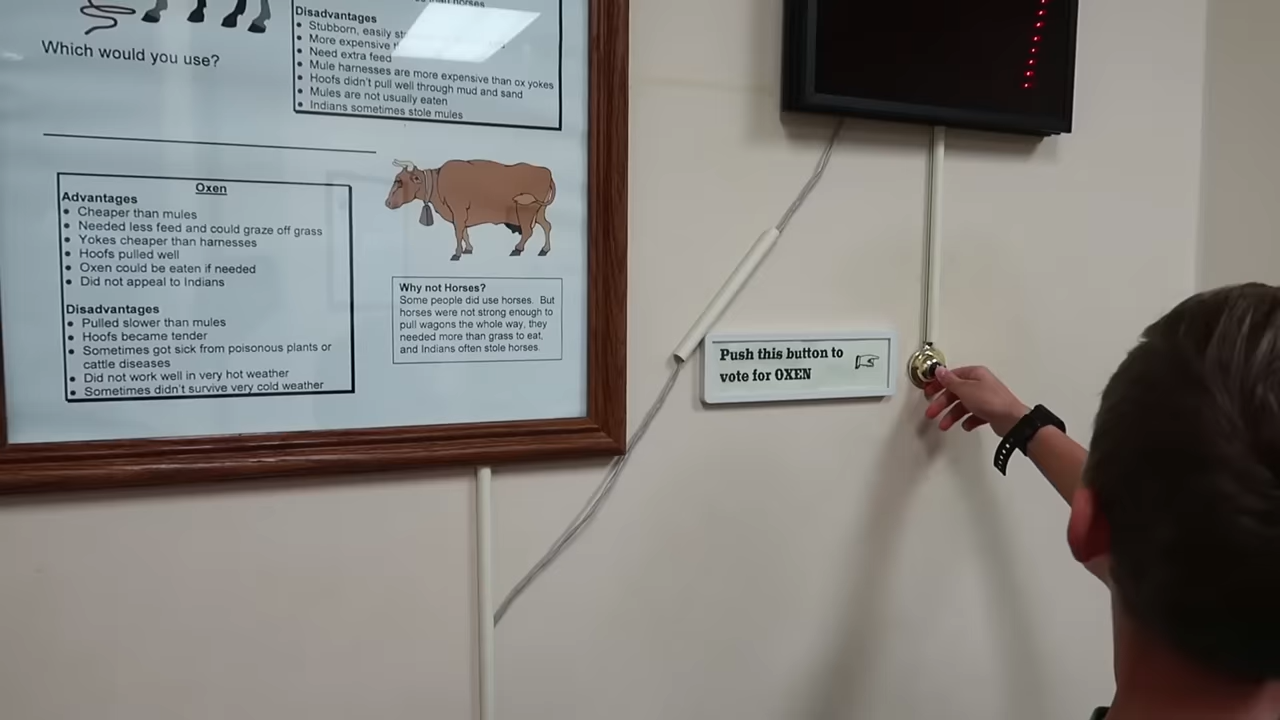 than horses
Disadvantages
Stubborn, easily
More expensive
Need extra feed
Mule harnesses are more expensive than ox yokes
Hoofs didn't pull well through mud and sand
Mules are not usually eaten
Indians sometimes stole mules
Which would you use?
Oxen
Advantages
Cheaper than mules
Needed less feed and could graze off grass
Yokes cheaper than harnesses
Hoofs pulled well
Oxen could be eaten if needed
Did not appeal to Indians
Disadvantages
Pulled slower than mules
Hoofs became tender
Sometimes got sick from poisonous plants or
cattle diseases
Did not work well in very hot weather
Sometimes didn't survive very cold weather
Why not Horses?
Some people did use horses. But
horses were not strong enough to
pull wagons the whole way, they
needed more than grass to eat,
and Indians often stole horses.
Push this button to
vote for OXEN